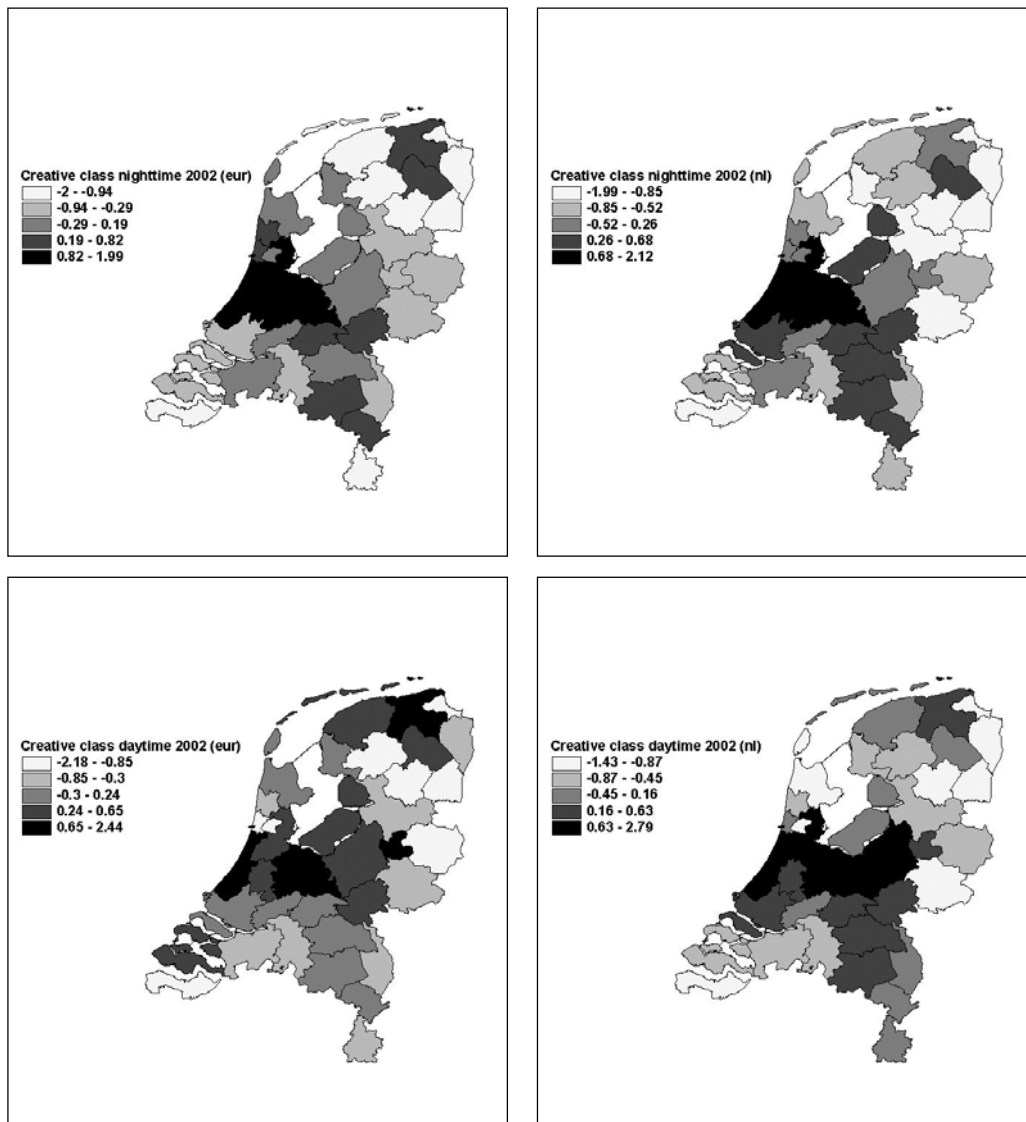 Creative class nighttime 2002 (eur)
-2 - -0.94
-0.94 - -0.29
-0.29 - 0.19
0.19 - 0.82
0.82 - 1.99
Creative class nighttime 2002 (nl)
-1.99 - -0.85
-0.85 - -0.52
-0.52 - 0.26
0.26 - 0.68
0.68 - 2.12
Creative class daytime 2002 (eur)
-2.18 - -0.85
-0.85 - -0.3
-0.3 - 0.24
0.24 - 0.65
0.65 - 2.44
Creative class daytime 2002 (nl)
-1.43 - -0.87
-0.87 - -0.45
-0.45 - 0.16
0.16 - 0.63
0.63 - 2.79